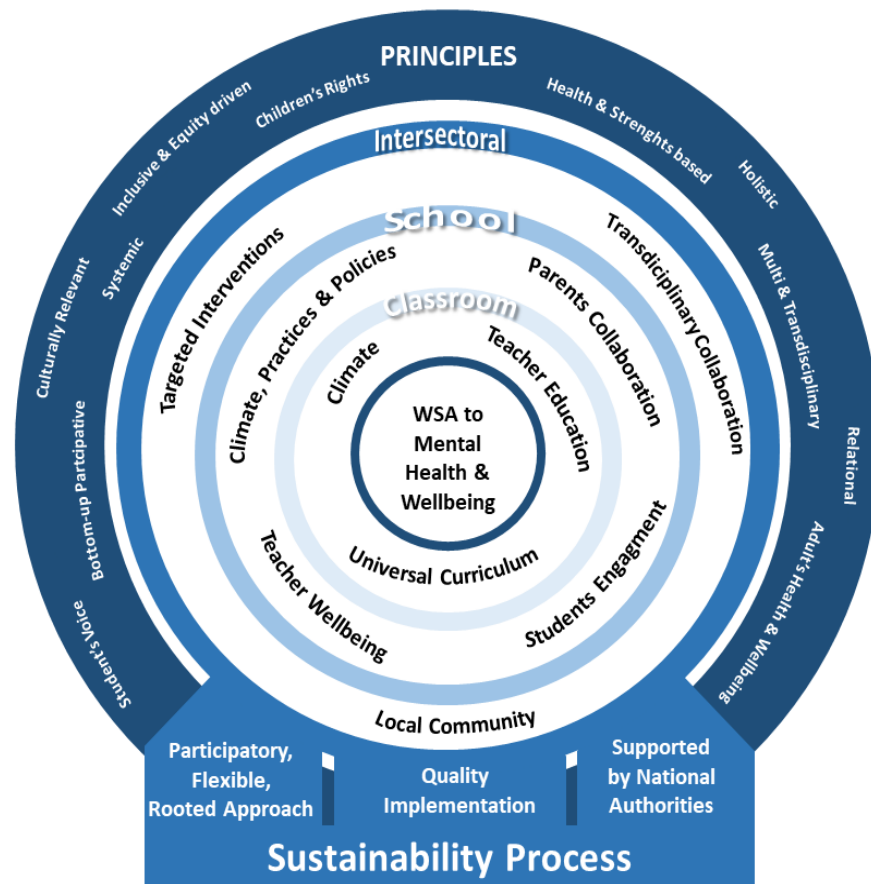 PRINCIPLES
Student's Voice
Bottom-up Partcipative
Culturally Relevant
Systemic
Inclusive & Equity driven
Children's Rights
Health & Strenghts based
Holistic
Multi & Transdisciplinary
Relational
Adult's Health & Wellbeing
Intersectoral
Targeted Interventions
Transdiciplinary Collaboration
Local Community
School
Climate, Practices & Policies
Parents Collaboration
Teacher Wellbeing
Students Engagment
Classroom
Climate
Teacher Education
Universal Curriculum
WSA to
Mental
Health &
Wellbeing
Participatory,
Flexible,
Rooted Approach
Quality
Implementation
Supported
by National
Authorities
Sustainability Process